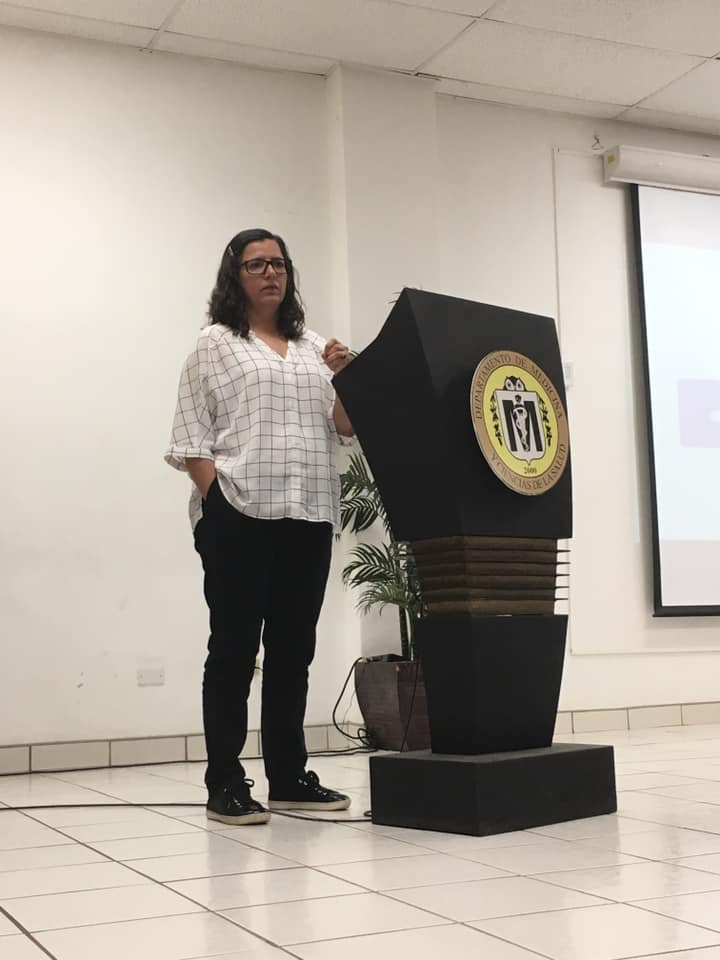 DEPARTAMENTO DE MEDICINA
Y CIENCIAS DE LA SALUD
2000